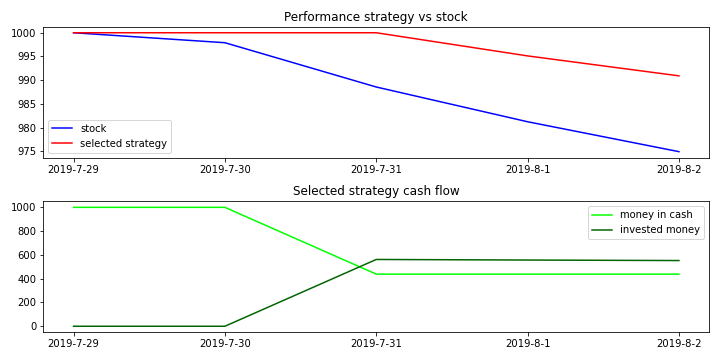 Performance strategy vs stock
1000
995
990
985
980
975
stock
selected strategy
2019-7-29 2019-7-30 2019-7-31 2019-8-1 2019-8-2
Selected strategy cash flow
1000
800
600
400
200
0
money in cash
invested money
2019-7-29 2019-7-30 2019-7-31 2019-8-1 2019-8-2